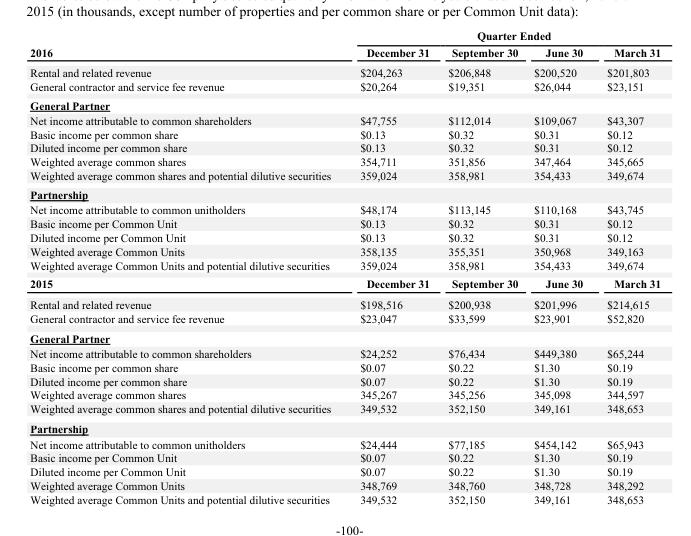 2015 (in thousands, except number of properties and per common share or per Common Unit data):
Quarter Ended
2016 December 31 September 30 June 30 March 31
Rental and related revenue $204,263 $206,848 $200,520 $201,803
General contractor and service fee revenue $20,264 $19,351 $26,044 $23,151
General Partner
Net income attributable to common shareholders $47,755 $112,014 $109,067 $43,307
Basic income per common share $0.13 $0.32 $0.31 $0.12
Diluted income per common share $0.13 $0.32 $0.31 $0.12
Weighted average common shares 354,711 351,856 347,464 345,665
Weighted average common shares and potential dilutive securities 359,024 358,981 354,433 349,674
Partnership
Net income attributable to common unitholders $48,174 $113,145 $110,168 $43,745
Basic income per Common Unit $0.13 $0.32 $0.31 $0.12
Diluted income per Common Unit $0.13 $0.32 $0.31 $0.12
Weighted average Common Units 358,135 355,351 350,968 349,163
Weighted average Common Units and potential dilutive securities 359,024 358,981 354,433 349,674
2015 December 31 September 30 June 30 March 31
Rental and related revenue $198,516 $200,938 $201,996 $214,615
General contractor and service fee revenue $23,047 $33,599 $23,901 $52,820
General Partner
Net income attributable to common shareholders $24,252 $76,434 $449,380 $65,244
Basic income per common share $0.07 $0.22 $1.30 $0.19
Diluted income per common share $0.07 $0.22 $1.30 $0.19
Weighted average common shares 345,267 345,256 345,098 344,597
Weighted average common shares and potential dilutive securities 349,532 352,150 349,161 348,653
Partnership
Net income attributable to common unitholders $24,444 $77,185 $454,142 $65,943
Basic income per Common Unit $0.07 $0.22 $1.30 $0.19
Diluted income per Common Unit $0.07 $0.22 $1.30 $0.19
Weighted average Common Units 348,769 348,760 348,728 348,292
Weighted average Common Units and potential dilutive securities 349,532 352,150 349,161 348,653
-100-